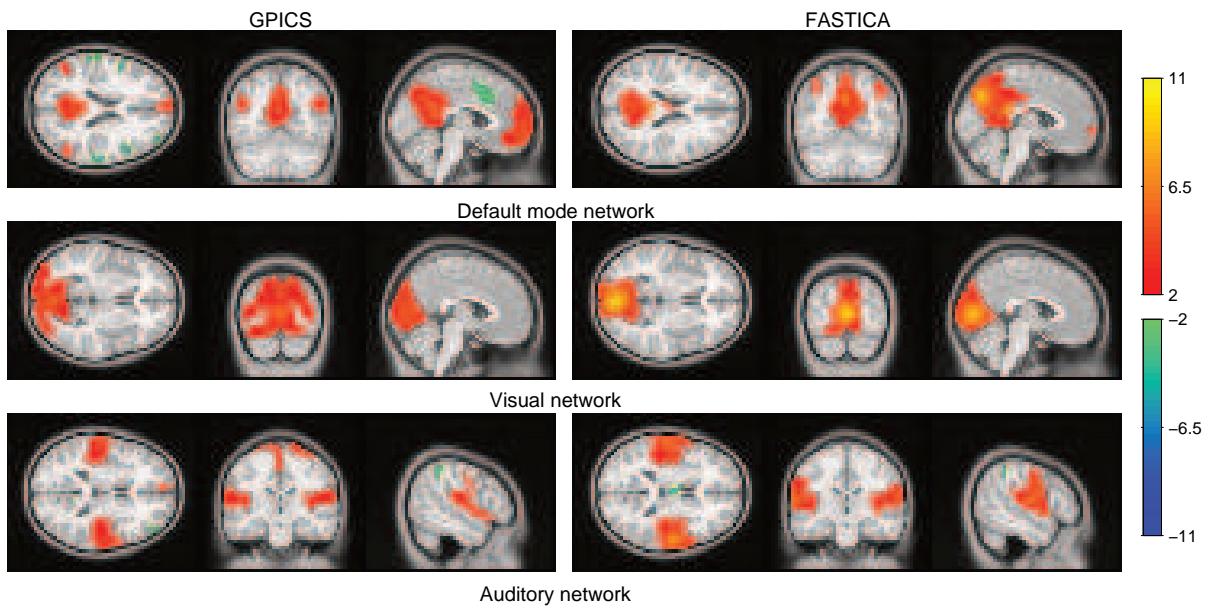 GPICS
FASTICA
Default mode network
Visual network
Auditory network
11
6.5
2
−2
−6.5
−11